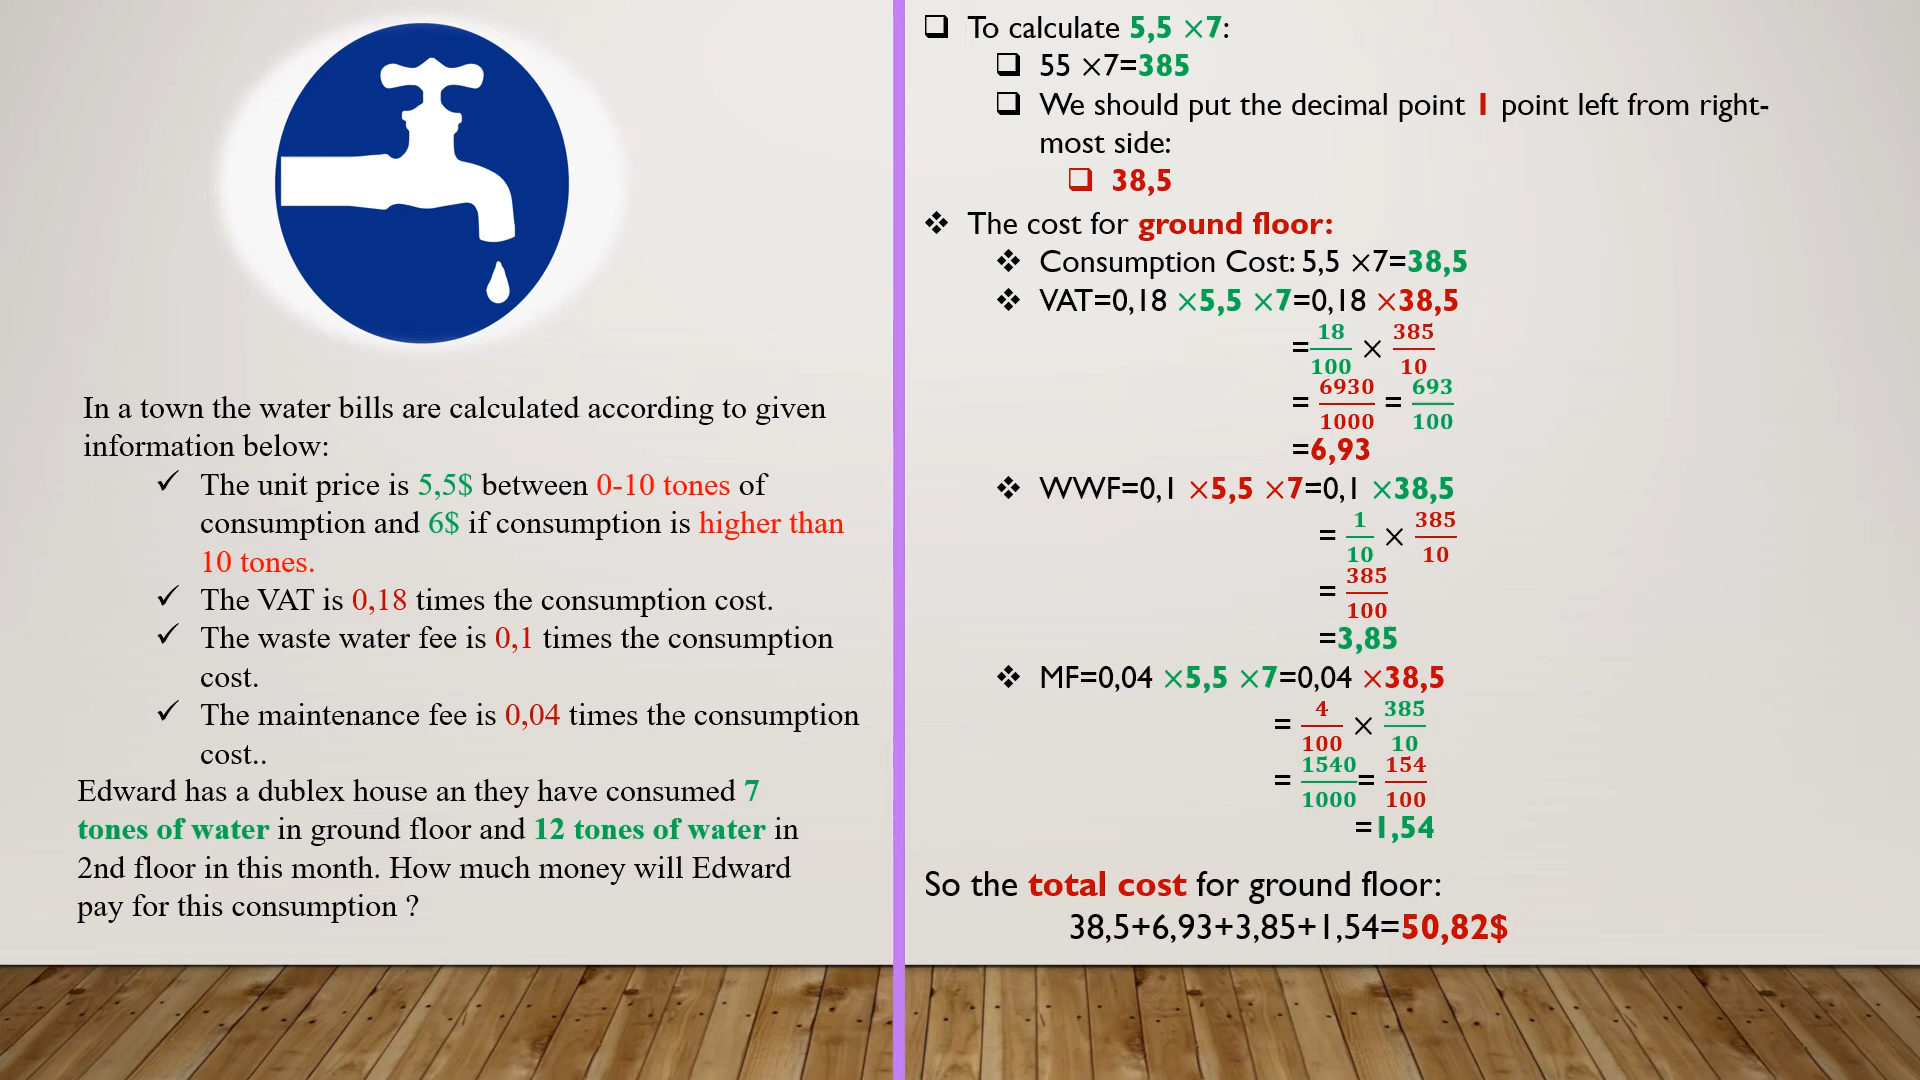 In a town the water bills are calculated according to given
information below:
✓ The unit price is 5,5$ between 0-10 tones of
consumption and 6$ if consumption is higher than
10 tones.
✓ The VAT is 0,18 times the consumption cost.
✓ The waste water fee is 0,1 times the consumption
cost.
✓ The maintenance fee is 0,04 times the consumption
cost..
Edward has a dublex house an they have consumed 7
tones of water in ground floor and 12 tones of water in
2nd floor in this month. How much money will Edward
pay for this consumption ?
❑ To calculate 5,5 ×7:
❑ 55 ×7=385
❑ We should put the decimal point 1 point left from right-
most side:
❑ 38,5
❖ The cost for ground floor:
❖ Consumption Cost: 5,5 ×7=38,5
❖ VAT=0,18 ×5,5 ×7=0,18 ×38,5
=18/100 × 385/10
= 6930/1000 = 693/100
=6,93
❖ WWF=0,1 ×5,5 ×7=0,1 ×38,5
= 1/10 × 385/10
= 385/100
=3,85
❖ MF=0,04 ×5,5 ×7=0,04 ×38,5
= 4/100 × 385/10
= 1540/1000= 154/100
=1,54
So the total cost for ground floor:
38,5+6,93+3,85+1,54=50,82$